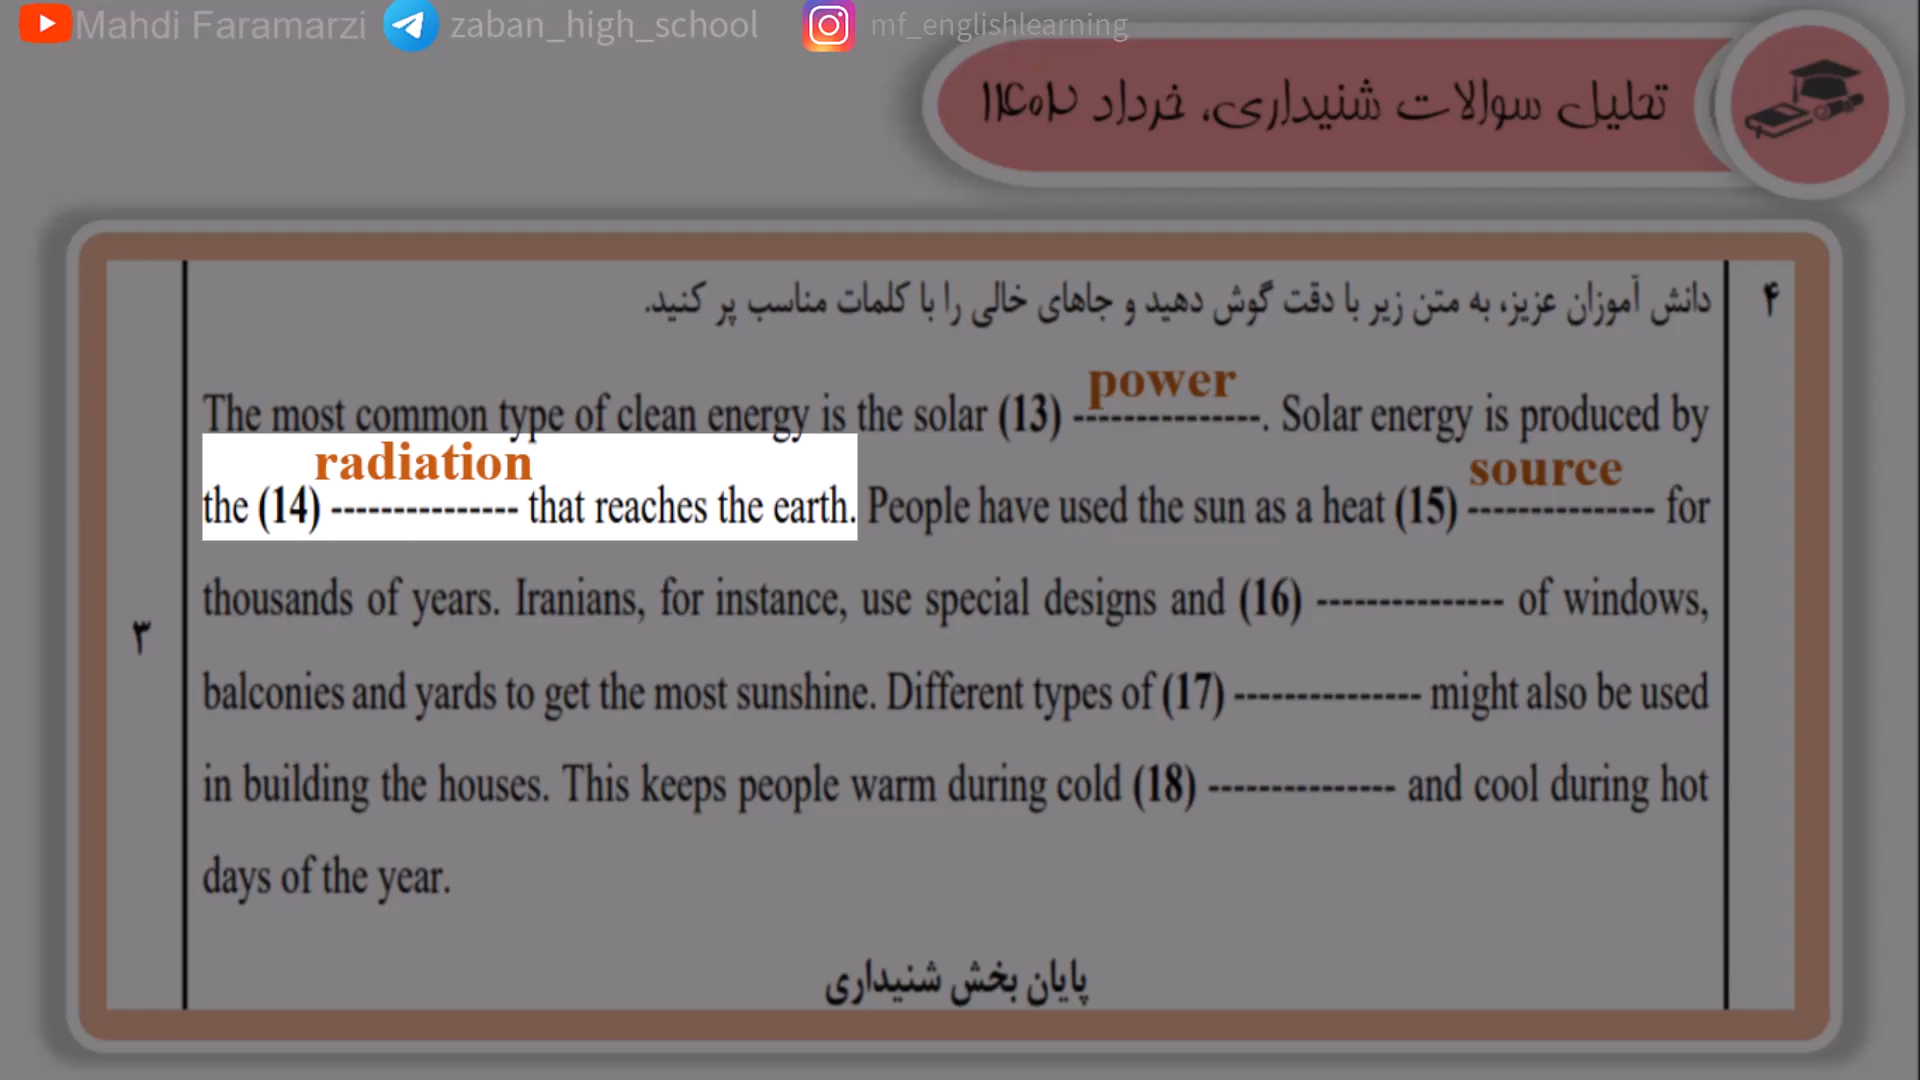 Mahdi Faramarzi zaban_high_school mf_englishlearning
تحلیل سوالات شنیداری، خرداد ۱۴۰۲
۴ دانش آموزان عزیز، به متن زیر با دقت گوش دهید و جاهای خالی را با کلمات مناسب پر کنید.
power
The most common type of clean energy is the solar (13) ---------------. Solar energy is produced by
radiation source
the (14) --------------- that reaches the earth. People have used the sun as a heat (15) --------------- for
thousands of years. Iranians, for instance, use special designs and (16) --------------- of windows,
۳
balconies and yards to get the most sunshine. Different types of (17) --------------- might also be used
in building the houses. This keeps people warm during cold (18) --------------- and cool during hot
days of the year.
پایان بخش شنیداری